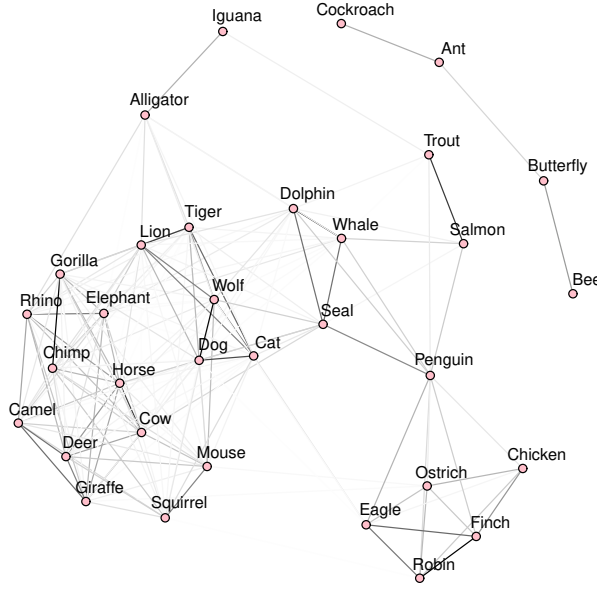 Iguana
Cockroach
Ant
Alligator
Trout
Butterfly
Dolphin
Tiger
Whale
Lion
Salmon
Gorilla
Wolf
Bee
Rhino
Elephant
Seal
Dog
Cat
Chimp
Penguin
Horse
Camel
Cow
Deer
Mouse
Chicken
Ostrich
Giraffe
Squirrel
Eagle
Finch
Robin